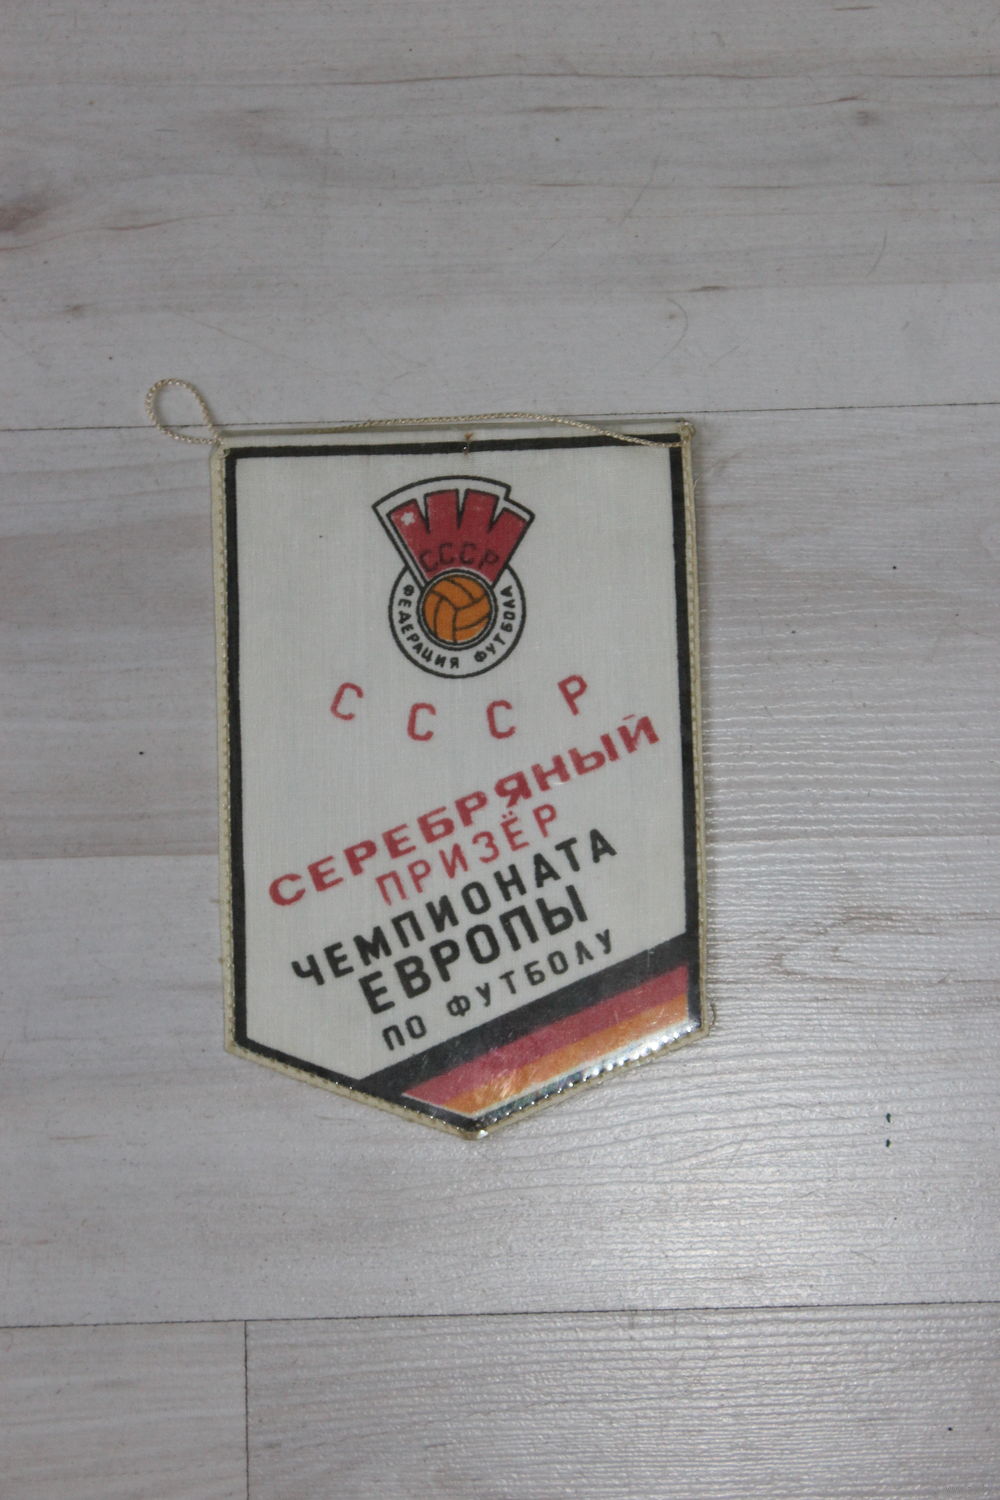 СССР
ФЕДЕРАЦИЯ ФУТБОЛА
СССР
СЕРЕБРЯНЫЙ
ПРИЗЁР
ЧЕМПИОНАТА
ЕВРОПЫ
ПО ФУТБОЛУ